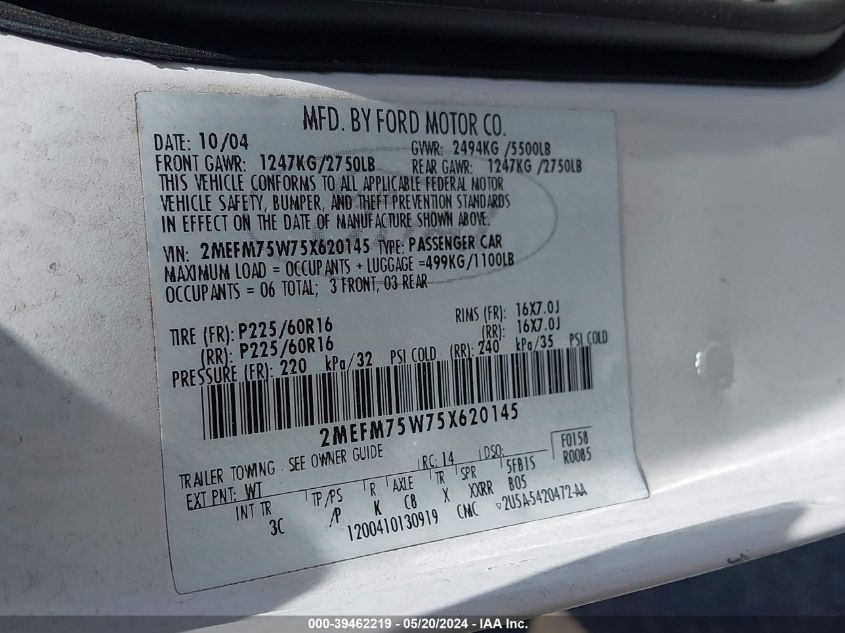 MFD. BY FORD MOTOR CO.
DATE: 10/04 GVWR: 2494KG /5500LB
FRONT GAWR: 1247KG/2750LB REAR GAWR: 1247KG /2750LB
THIS VEHICLE CONFORMS TO ALL APPLICABLE FEDERAL MOTOR
VEHICLE SAFETY, BUMPER, AND THEFT PREVENTION STANDARDS
IN EFFECT ON THE DATE OF MANUFACTURE SHOWN ABOVE.
VIN: 2MEFM75W75X620145 TYPE: PASSENGER CAR
MAXIMUM LOAD = OCCUPANTS + LUGGAGE =499KG/1100LB
OCCUPANTS = 06 TOTAL; 3 FRONT, 03 REAR
TIRE (FR): P225/60R16 RIMS (FR): 16X7.0J
(RR): P225/60R16 (RR): 16X7.0J
PRESSURE (FR): 220 kPa/32 PSI COLD (RR): 240 kPa/35 PSI COLD
2MEFM75W75X620145
TRAILER TOWING: SEE OWNER GUIDE
EXT PNT: WT RC: 14 DSO: F0158
R0085
INT TR TP/PS R AXLE TR SPR 5FB15
3C /P K C8 X XXRR B05
1200410130919 CMC ▽2U5A-5420472-AA
000-39462219 - 05/20/2024 - IAA Inc.